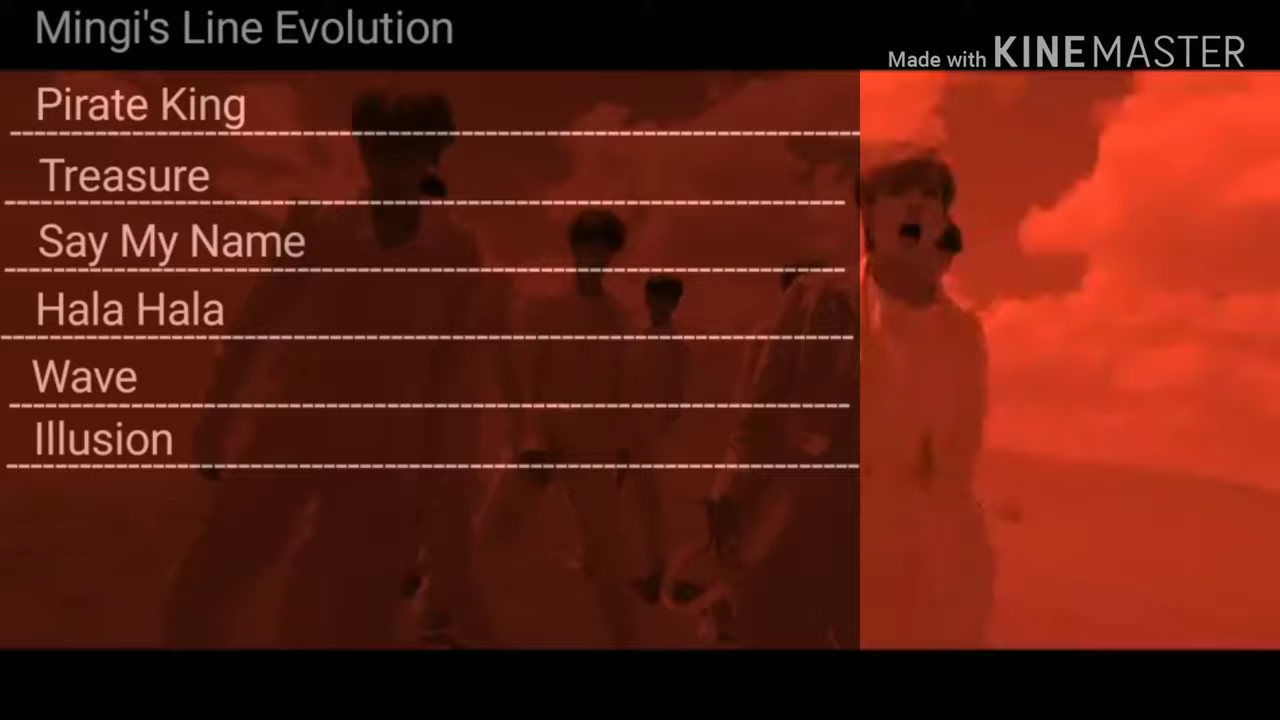 Mingi's Line Evolution
Made with KINEMASTER
Pirate King
Treasure
Say My Name
Hala Hala
Wave
Illusion